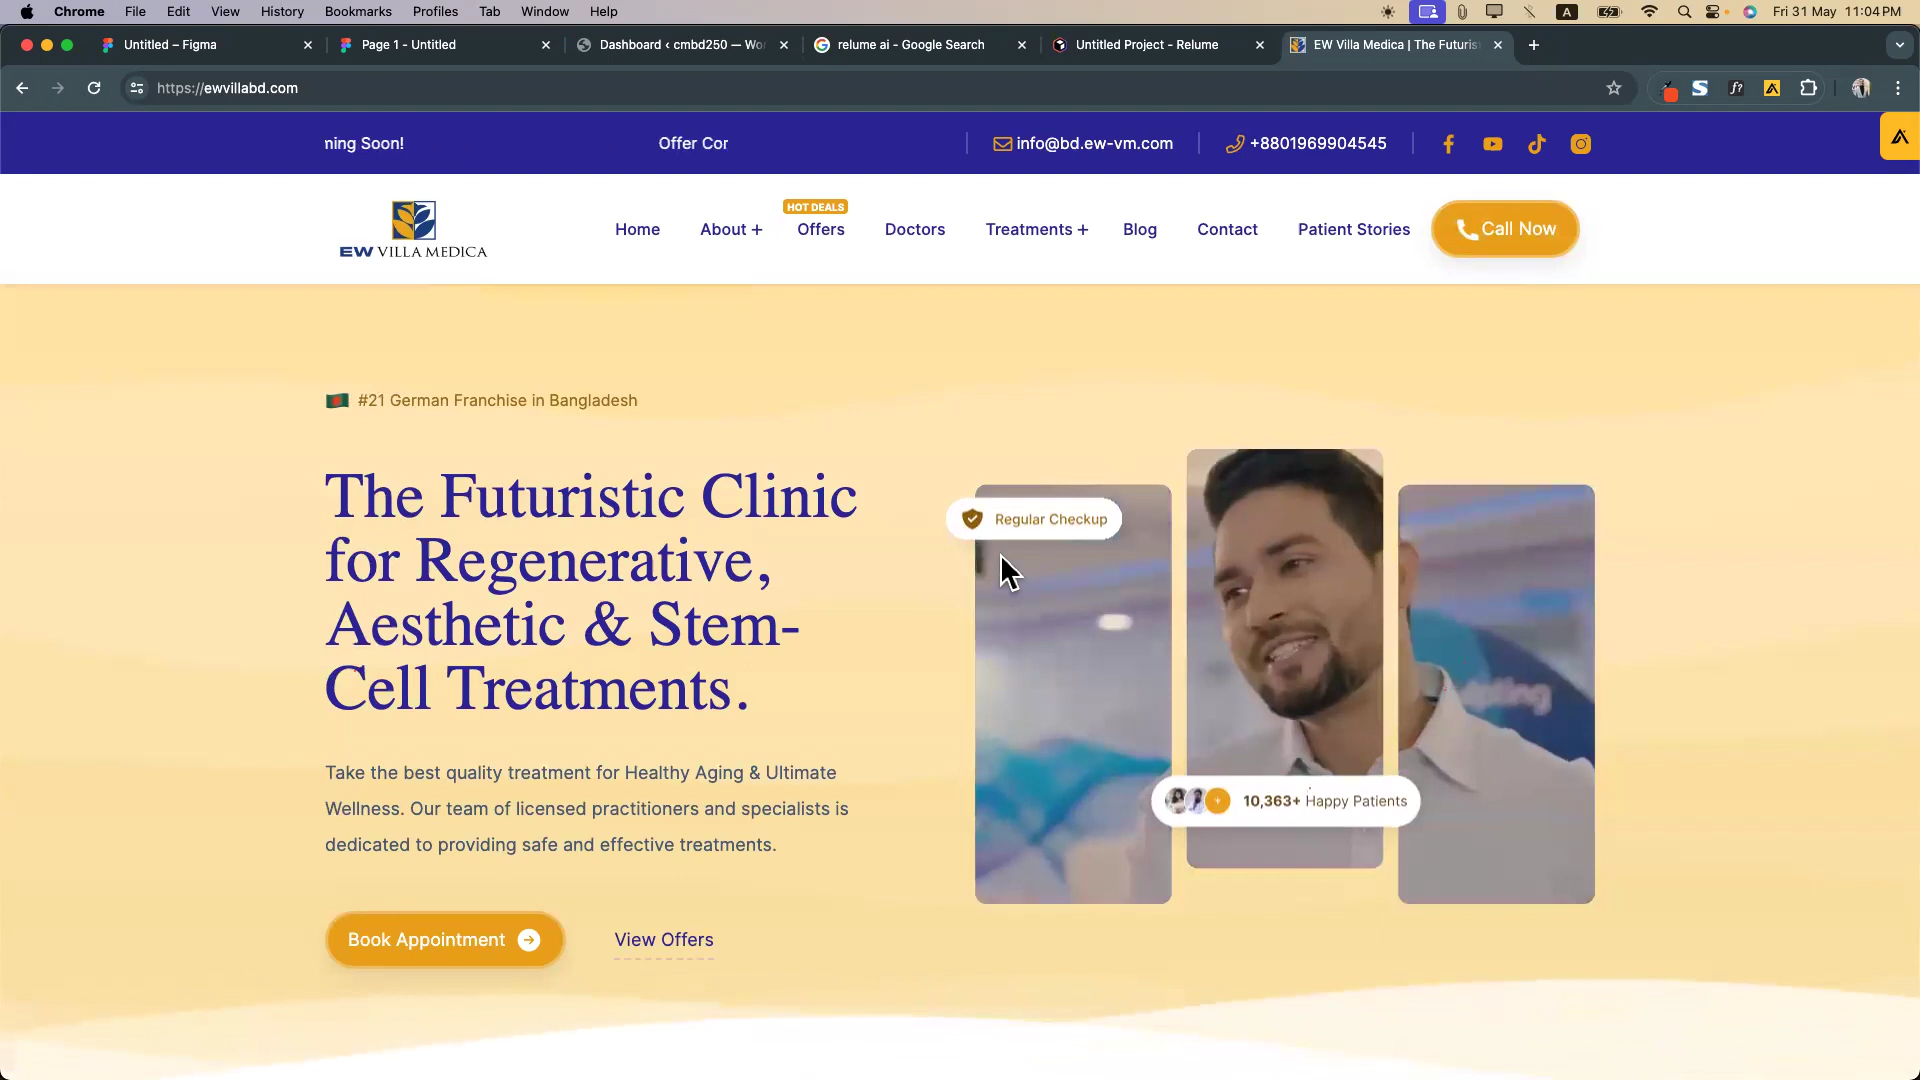 Chrome File Edit View History Bookmarks Profiles Tab Window Help A Fri 31 May 11:04 PM
Untitled – Figma Page 1 - Untitled Dashboard ‹ cmbd250 — Wo relume ai - Google Search Untitled Project - Relume EW Villa Medica | The Futuris
https://ewvillabd.com f?
ning Soon! Offer Cor info@bd.ew-vm.com +8801969904545
HOT DEALS
EW VILLA MEDICA Home About + Offers Doctors Treatments + Blog Contact Patient Stories Call Now
#21 German Franchise in Bangladesh
The Futuristic Clinic
for Regenerative,
Aesthetic & Stem-
Cell Treatments.
Regular Checkup
Take the best quality treatment for Healthy Aging & Ultimate
Wellness. Our team of licensed practitioners and specialists is
dedicated to providing safe and effective treatments.
10,363+ Happy Patients
Book Appointment View Offers